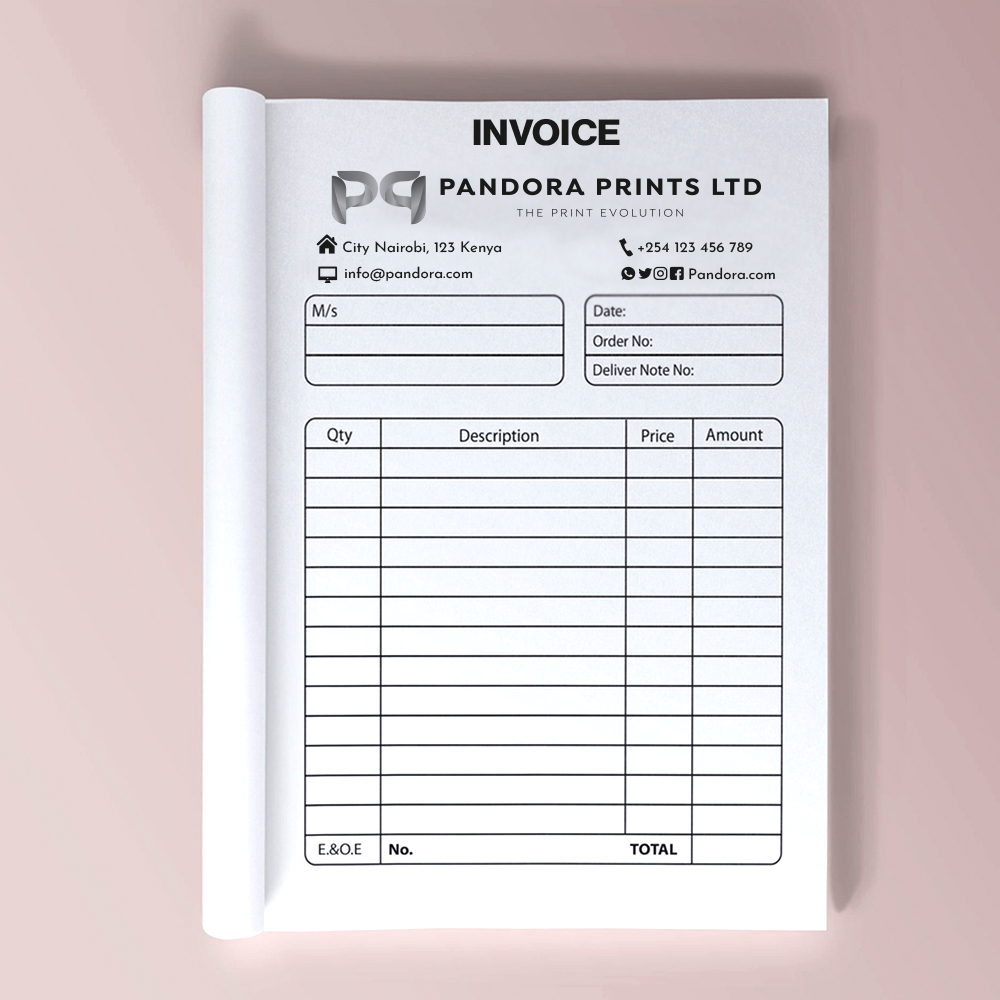 INVOICE
PANDORA PRINTS LTD
THE PRINT EVOLUTION
City Nairobi, 123 Kenya
+254 123 456 789
info@pandora.com
Pandora.com
M/s
Date:
Order No:
Deliver Note No:
Qty Description Price Amount
E.&O.E No. TOTAL